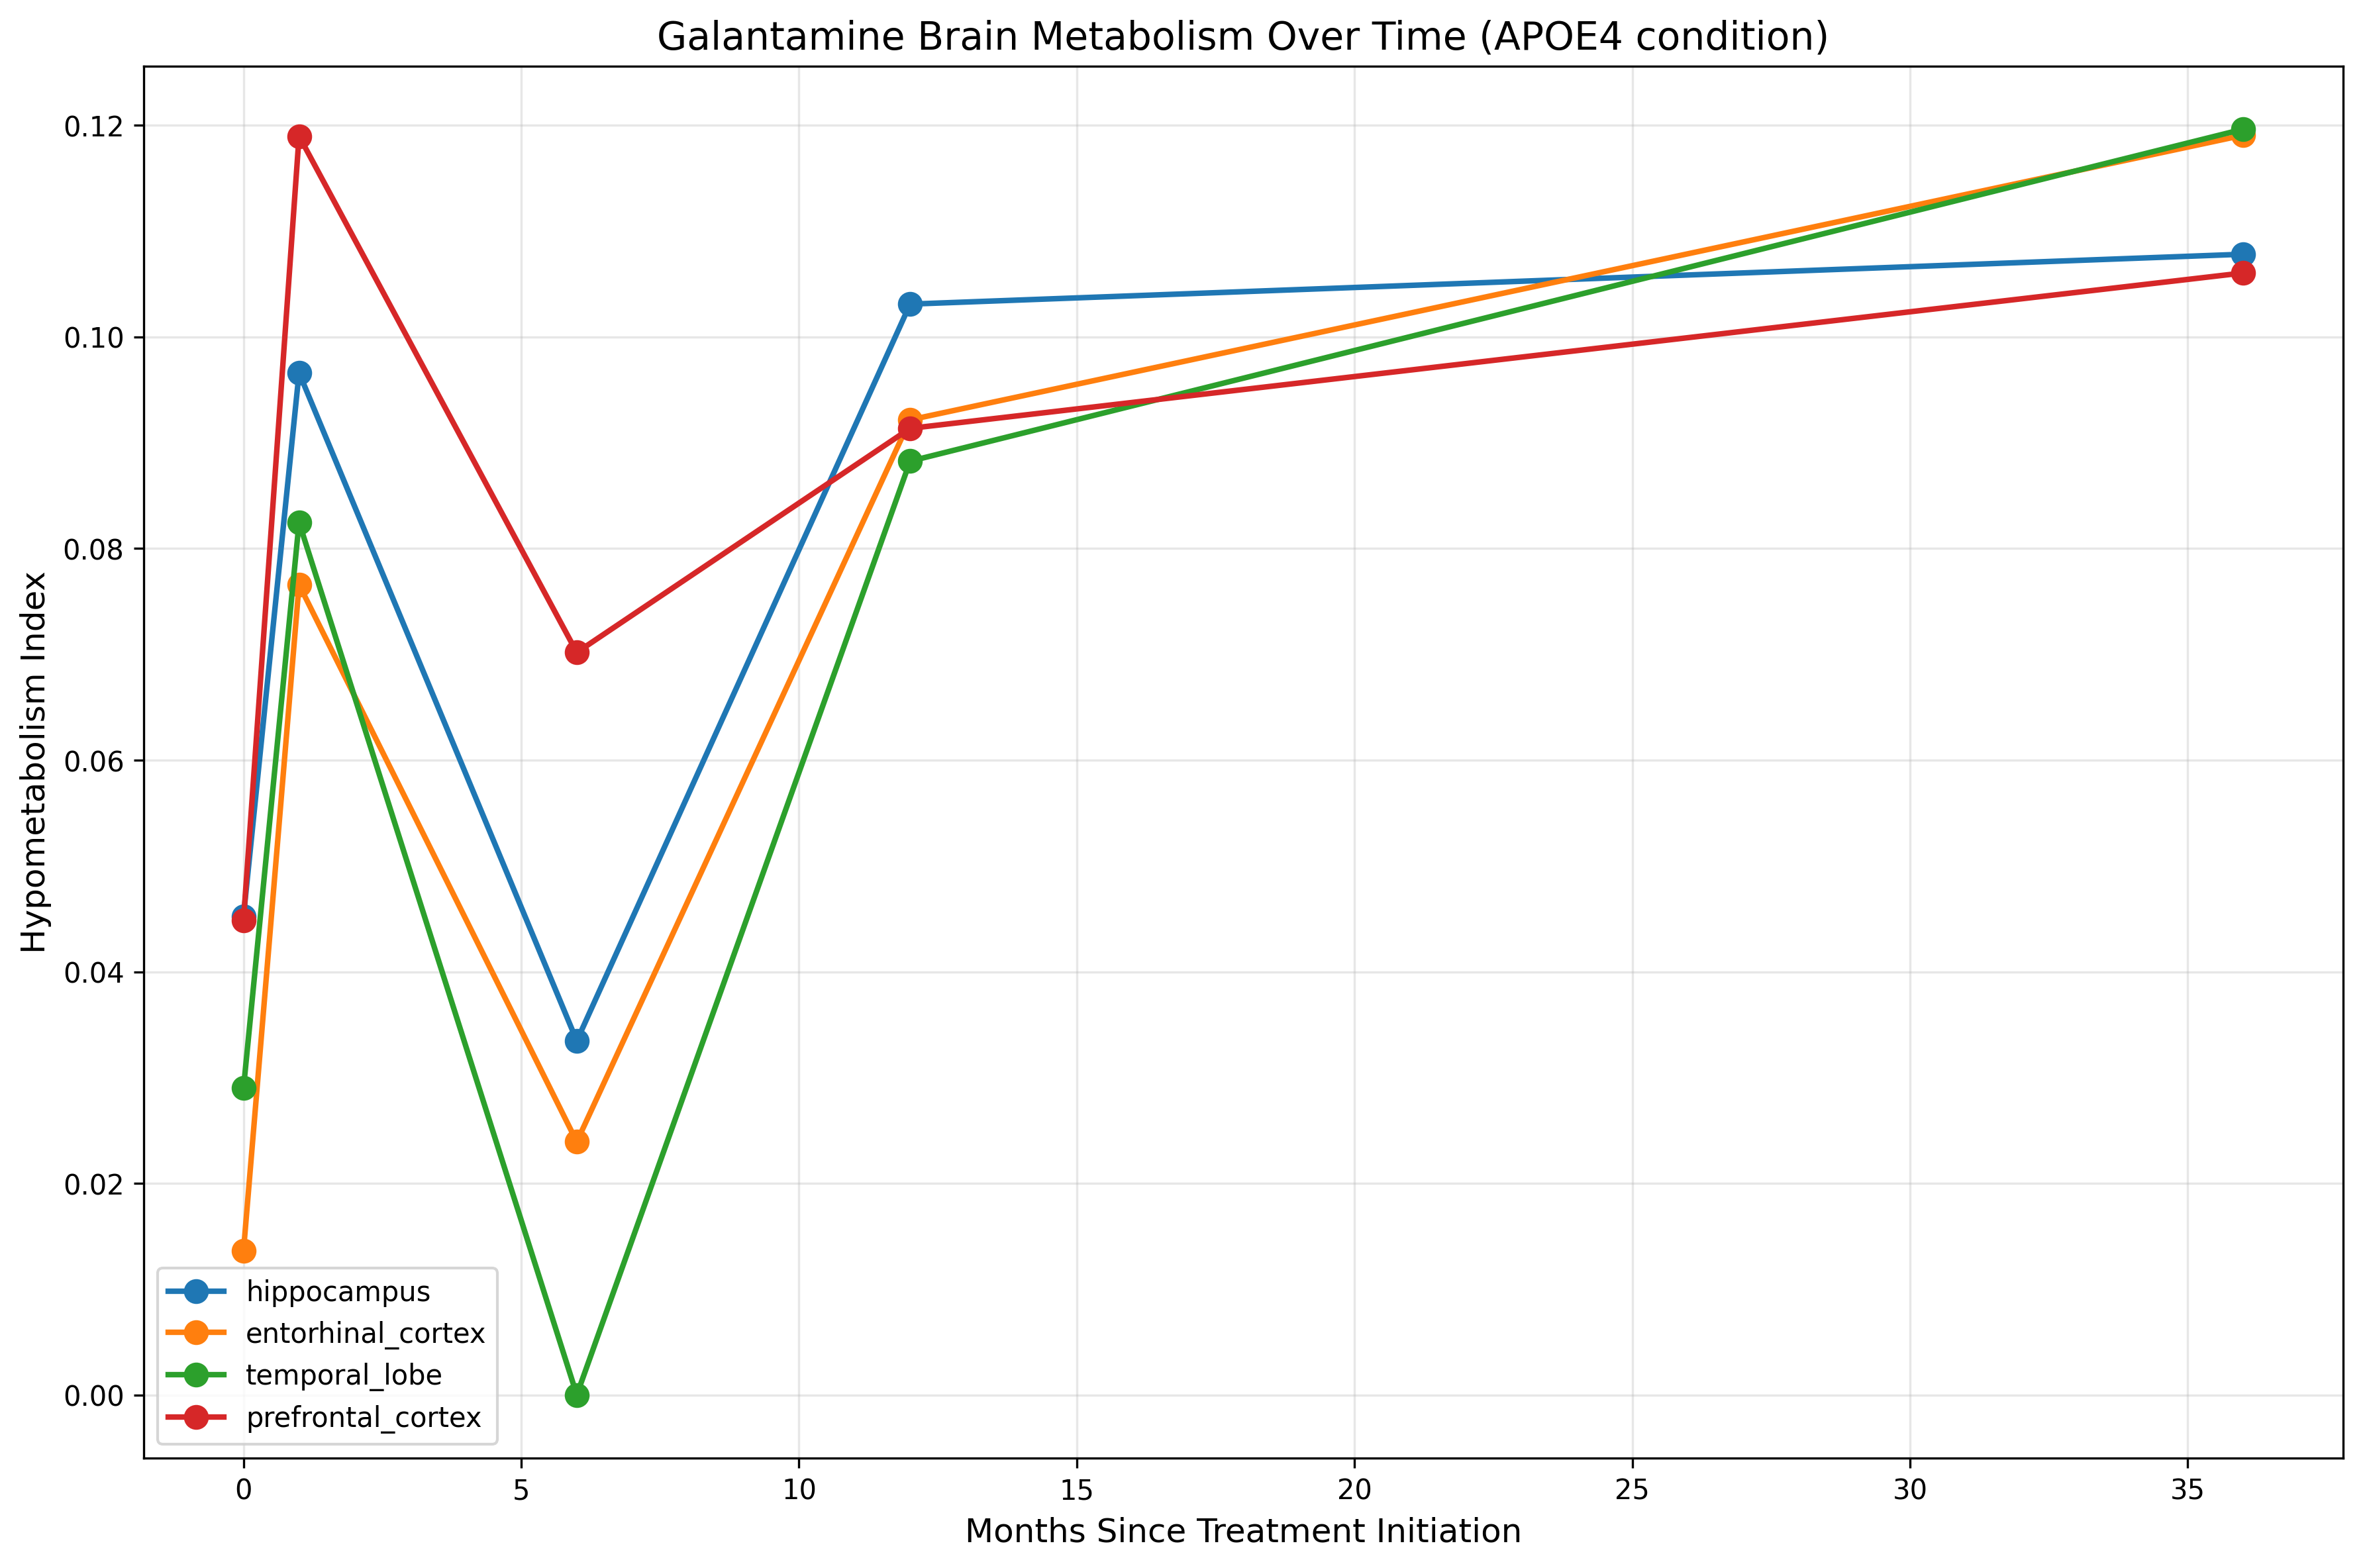 Galantamine Brain Metabolism Over Time (APOE4 condition)
Hypometabolism Index
0.12
0.10
0.08
0.06
0.04
0.02
0.00
hippocampus
entorhinal_cortex
temporal_lobe
prefrontal_cortex
0 5 10 15 20 25 30 35
Months Since Treatment Initiation